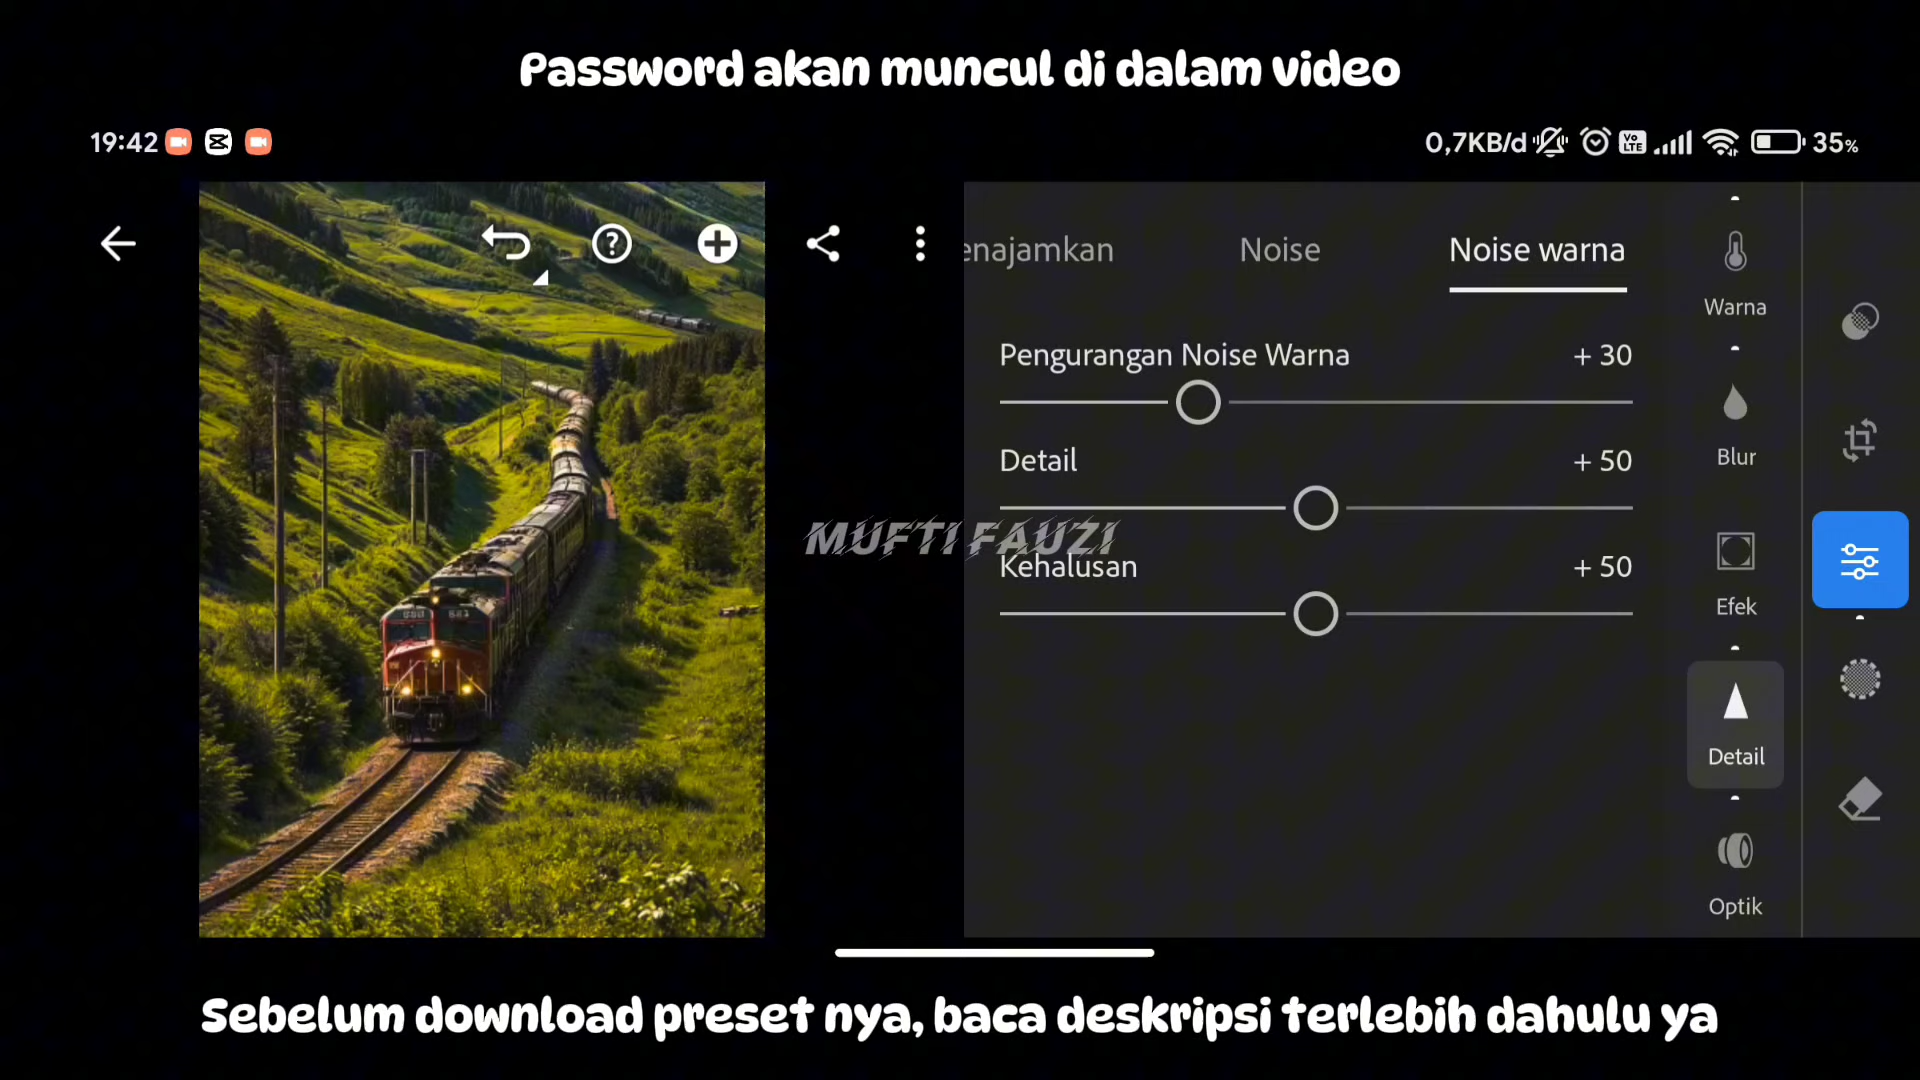 Password akan muncul di dalam video
19:42
0,7KB/d
Vo LTE
35%
enajamkan
Noise
Noise warna
Warna
Pengurangan Noise Warna
+ 30
Blur
Detail
+ 50
MUFTI FAUZI
Kehalusan
+ 50
Efek
Detail
Optik
Sebelum download preset nya, baca deskripsi terlebih dahulu ya